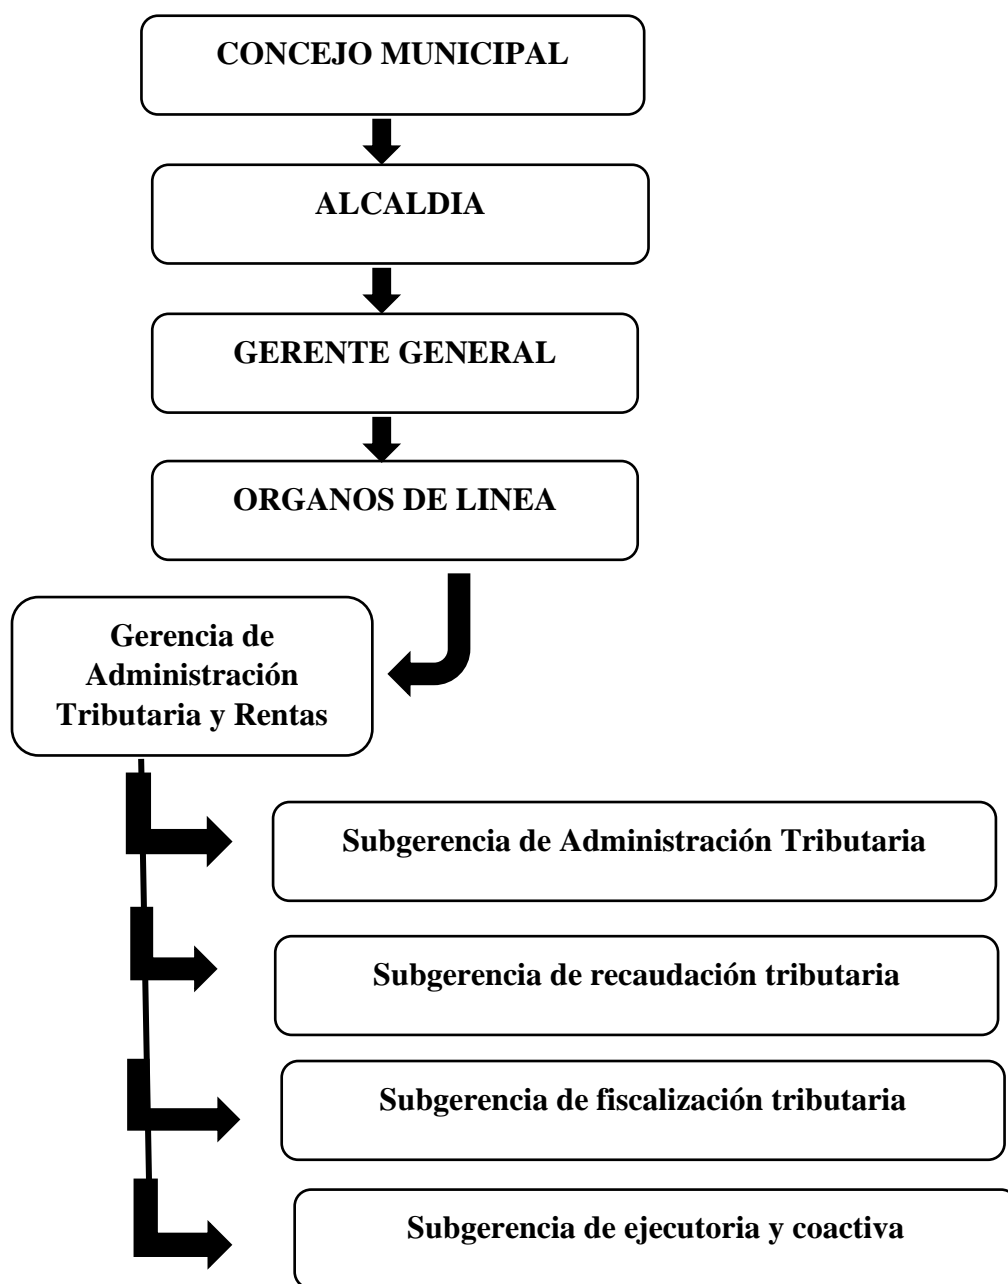 CONCEJO MUNICIPAL
ALCALDIA
GERENTE GENERAL
ORGANOS DE LINEA
Gerencia de
Administración
Tributaria y Rentas
Subgerencia de Administración Tributaria
Subgerencia de recaudación tributaria
Subgerencia de fiscalización tributaria
Subgerencia de ejecutoria y coactiva